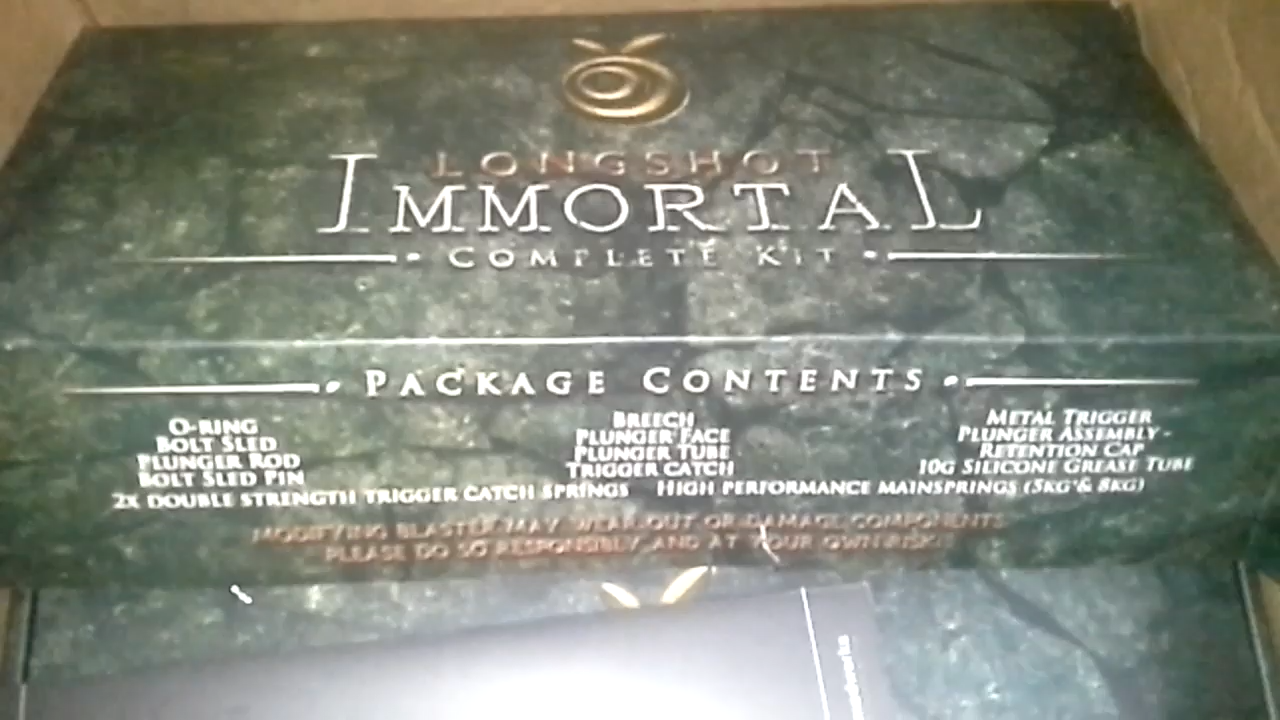 LONGSHOT
IMMORTAL
COMPLETE KIT
PACKAGE CONTENTS
O-RING
BOLT SLED
PLUNGER ROD
BOLT SLED PIN
BREECH
PLUNGER FACE
PLUNGER TUBE
TRIGGER CATCH
METAL TRIGGER
PLUNGER ASSEMBLY -
RETENTION CAP
10G SILICONE GREASE TUBE
2X DOUBLE STRENGTH TRIGGER CATCH SPRINGS
HIGH PERFORMANCE MAINSPRINGS (5KG & 8KG)
MODIFYING BLASTER MAY WEAR OUT OR DAMAGE COMPONENTS
PLEASE DO SO RESPONSIBLY AND AT YOUR OWN RISK